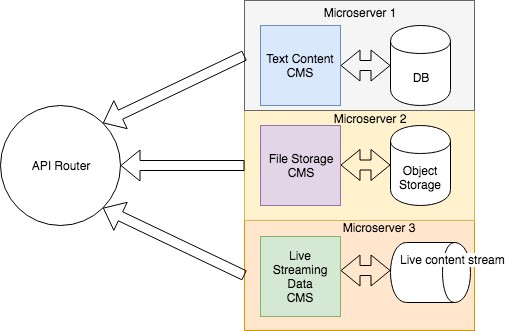 Microserver 1
Text Content
CMS
DB
Microserver 2
API Router
File Storage
CMS
Object
Storage
Microserver 3
Live
Streaming
Data
CMS
Live content stream